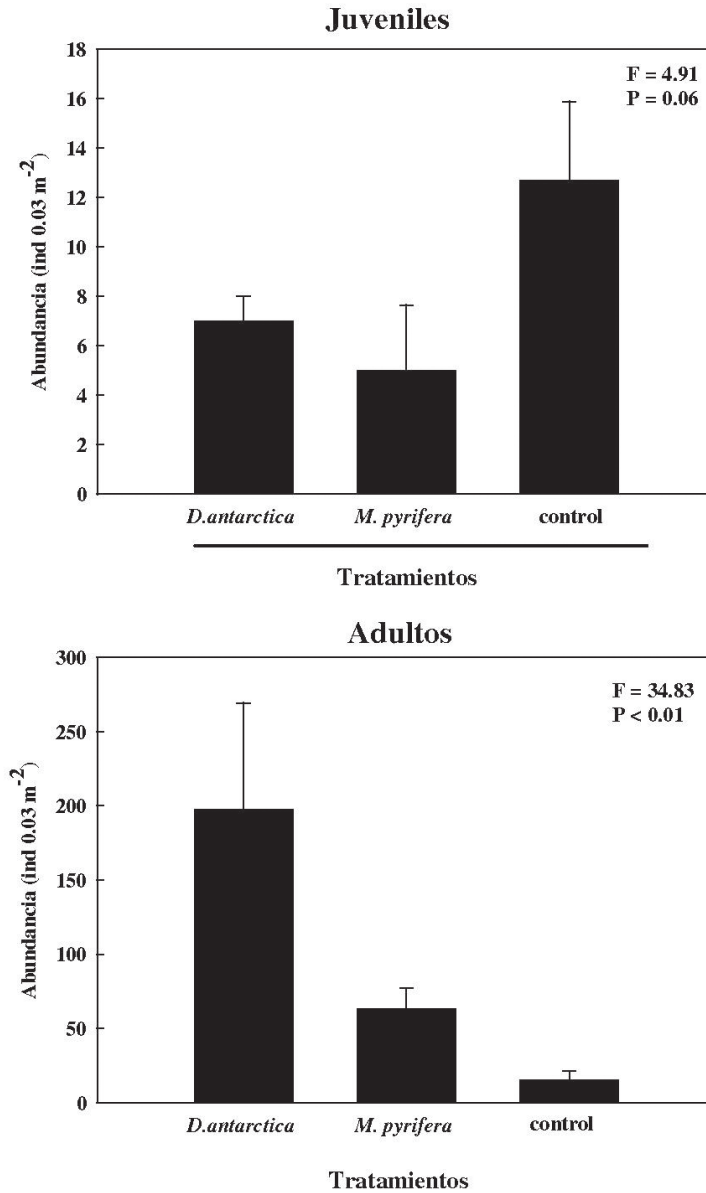 Juveniles
F = 4.91
P = 0.06
Abundancia (ind 0.03 m-2)
18
16
14
12
10
8
6
4
2
0
D.antarctica M. pyrifera control
Tratamientos
Adultos
F = 34.83
P < 0.01
Abundancia (ind 0.03 m-2)
300
250
200
150
100
50
0
D.antarctica M. pyrifera control
Tratamientos